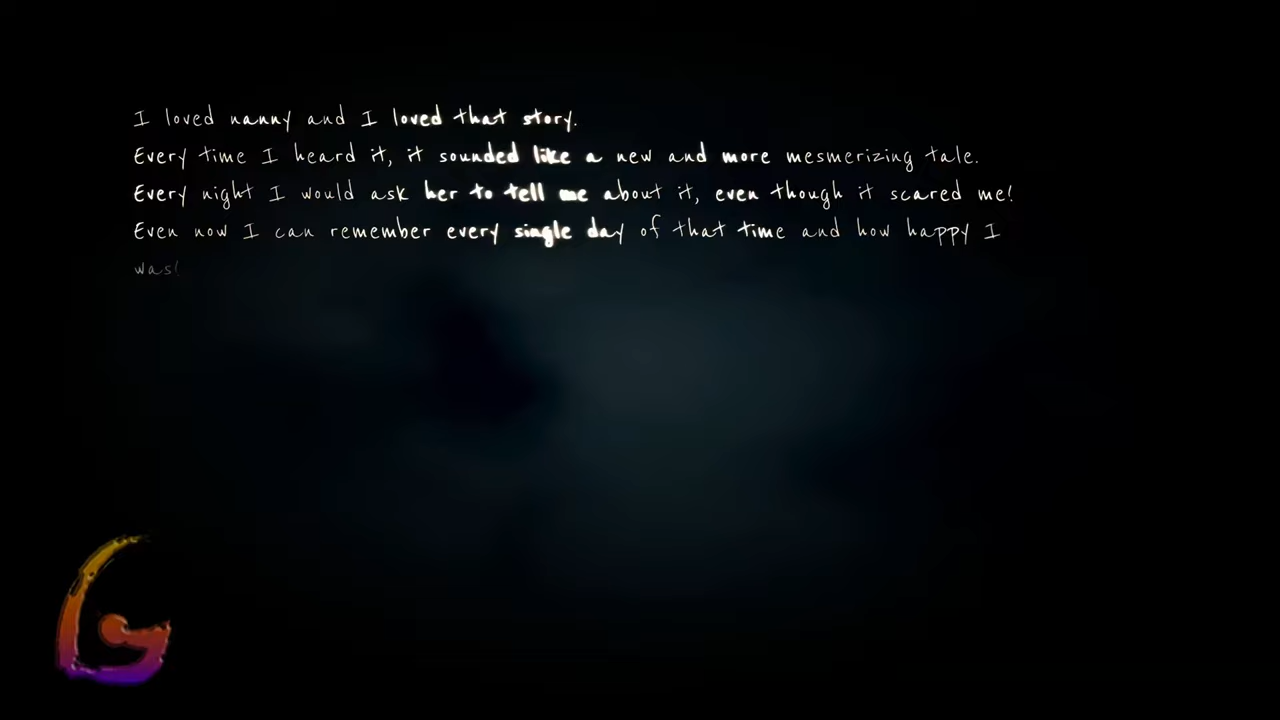 I loved nanny and I loved that story.
Every time I heard it, it sounded like a new and more mesmerizing tale.
Every night I would ask her to tell me about it, even though it scared me!
Even now I can remember every single day of that time and how happy I
was!